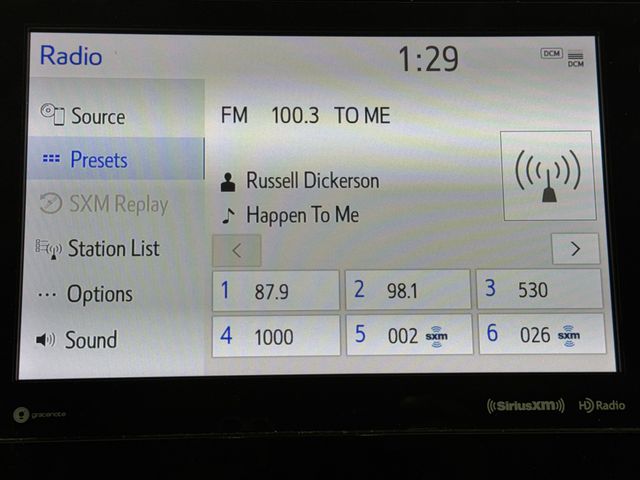 Radio
1:29
DCM
DCM
Source
FM 100.3 TO ME
Presets
Russell Dickerson
SXM Replay
Happen To Me
Station List
Options
Sound
1 87.9
2 98.1
3 530
4 1000
5 002 sxm
6 026 sxm
gracenote
((SiriusXM))
HD Radio